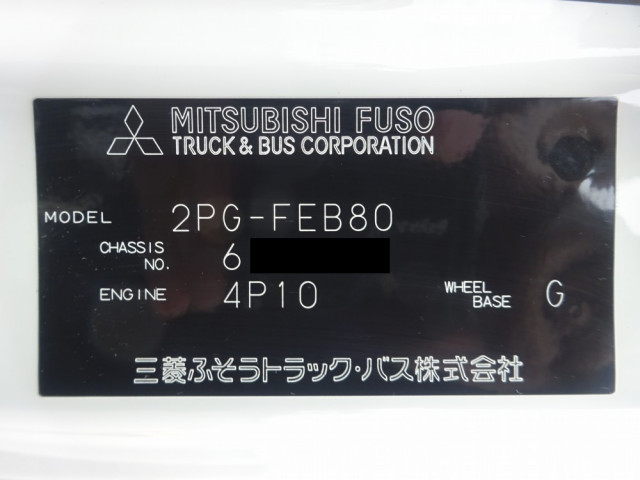 MITSUBISHI FUSO
TRUCK & BUS CORPORATION
MODEL 2PG-FEB80
CHASSIS NO. 6
ENGINE 4P10 WHEEL BASE G
三菱ふそうトラック・バス株式会社